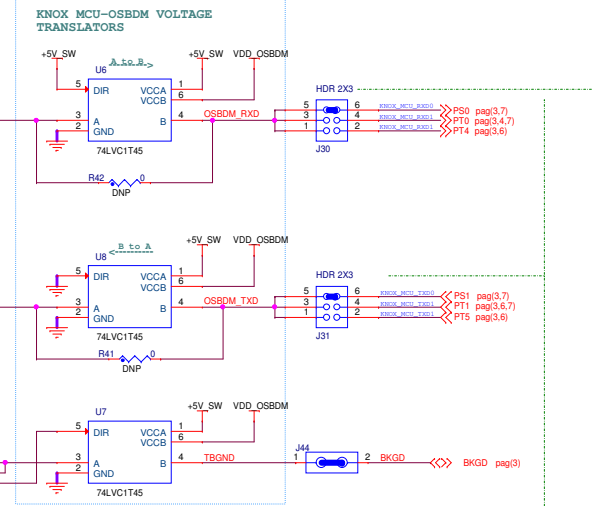 KNOX MCU-OSBDM VOLTAGE
TRANSLATORS
+5V_SW
A to B
+5V_SW VDD_OSBDM
U6
5 DIR VCCA 1
VCCB 6
3 A B 4 OSBDM_RXD
2 GND
74LVC1T45
R42 0
DNP
HDR 2X3
5 6 KNOX_MCU_RXD0 PS0 pag(3,7)
3 4 KNOX_MCU_RXD1 PT0 pag(3,4,7)
1 2 KNOX_MCU_RXD1 PT4 pag(3,6)
J30
B to A
+5V_SW VDD_OSBDM
U8
5 DIR VCCA 1
VCCB 6
3 A B 4 OSBDM_TXD
2 GND
74LVC1T45
R41 0
DNP
HDR 2X3
5 6 KNOX_MCU_TXD0 PS1 pag(3,7)
3 4 KNOX_MCU_TXD1 PT1 pag(3,6,7)
1 2 KNOX_MCU_TXD1 PT5 pag(3,6)
J31
+5V_SW VDD_OSBDM
U7
5 DIR VCCA 1
VCCB 6
3 A B 4 TBGND
2 GND
74LVC1T45
J44
1 2 BKGD BKGD pag(3)